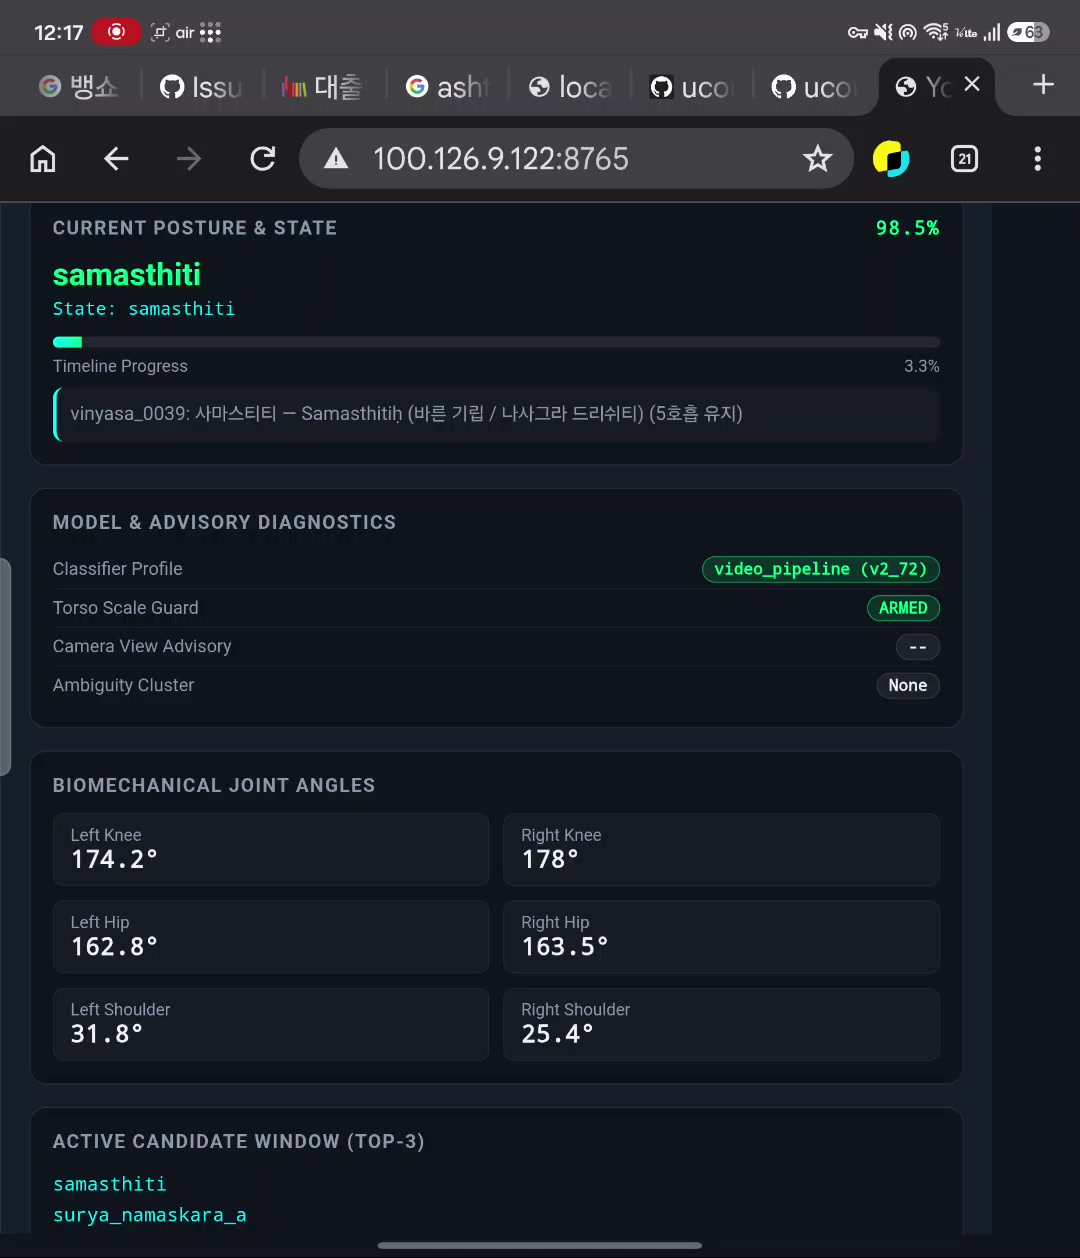 12:17 air 63
뱅쇼 Issu 대출 asht loca uco uco Yo
100.126.9.122:8765 21
CURRENT POSTURE & STATE 98.5%
samasthiti
State: samasthiti
Timeline Progress 3.3%
vinyasa_0039: 사마스티티 — Samasthitiḥ (바른 기립 / 나사그라 드리쉬티) (5호흡 유지)
MODEL & ADVISORY DIAGNOSTICS
Classifier Profile video_pipeline (v2_72)
Torso Scale Guard ARMED
Camera View Advisory --
Ambiguity Cluster None
BIOMECHANICAL JOINT ANGLES
Left Knee Right Knee
174.2° 178°
Left Hip Right Hip
162.8° 163.5°
Left Shoulder Right Shoulder
31.8° 25.4°
ACTIVE CANDIDATE WINDOW (TOP-3)
samasthiti
surya_namaskara_a